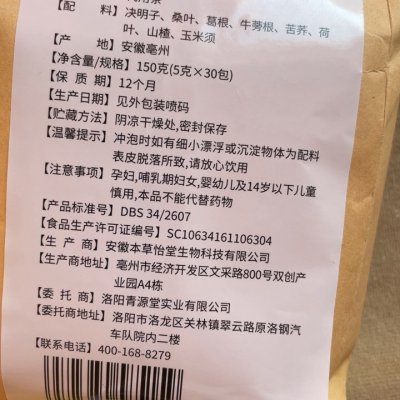 【配 料】决明子、桑叶、葛根、牛蒡根、苦荞、荷
叶、山楂、玉米须
【产 地】安徽亳州
【净含量/规格】150克(5克×30包)
【保 质 期】12个月
【生产日期】见外包装喷码
【贮藏方法】阴凉干燥处,密封保存
【温馨提示】冲泡时如有细小漂浮或沉淀物体为配料
表皮脱落所致,请放心饮用
【注意事项】孕妇,哺乳期妇女,婴幼儿及14岁以下儿童
慎用,本品不能代替药物
【产品标准号】DBS 34/2607
【食品生产许可证编号】SC10634161106304
【生 产 商】安徽本草怡堂生物科技有限公司
【生产商地址】亳州市经济开发区文采路800号双创产
业园A4栋
【委 托 商】洛阳青源堂实业有限公司
【委托商地址】洛阳市洛龙区关林镇翠云路原洛钢汽
车队院内二楼
【联系电话】400-168-8279